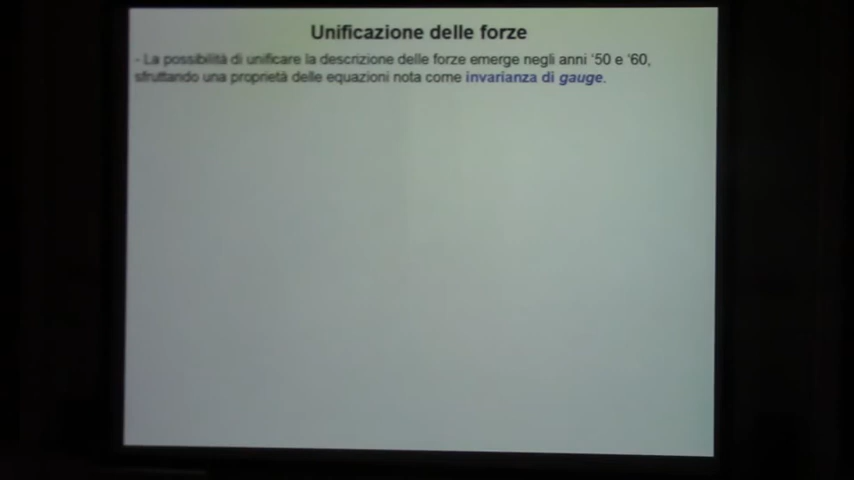 Unificazione delle forze
- La possibilità di unificare la descrizione delle forze emerge negli anni ‘50 e ‘60,
sfruttando una proprietà delle equazioni nota come invarianza di gauge.